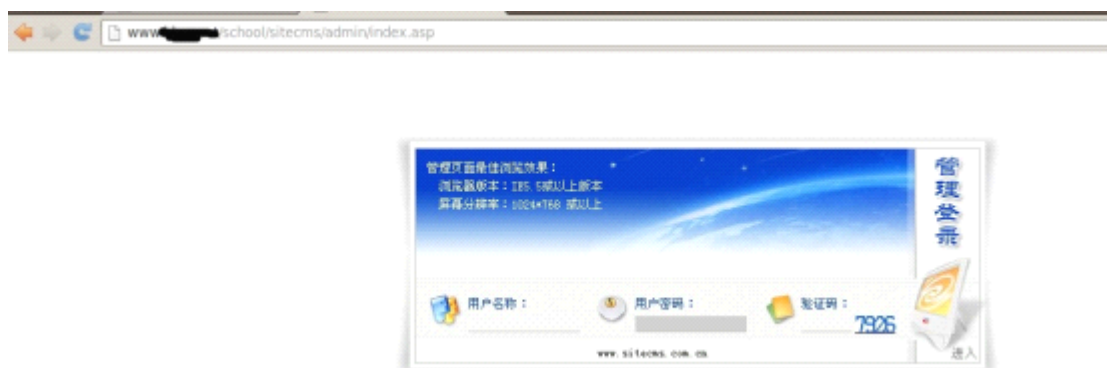 www/school/sitecms/admin/index.asp
管理页面最佳浏览效果：
浏览器版本：IE5.5或以上版本
屏幕分辨率：1024*768 或以上
管理登录
用户名称：
用户密码：
验证码：
7926
www.sitecms.com.cn
进入